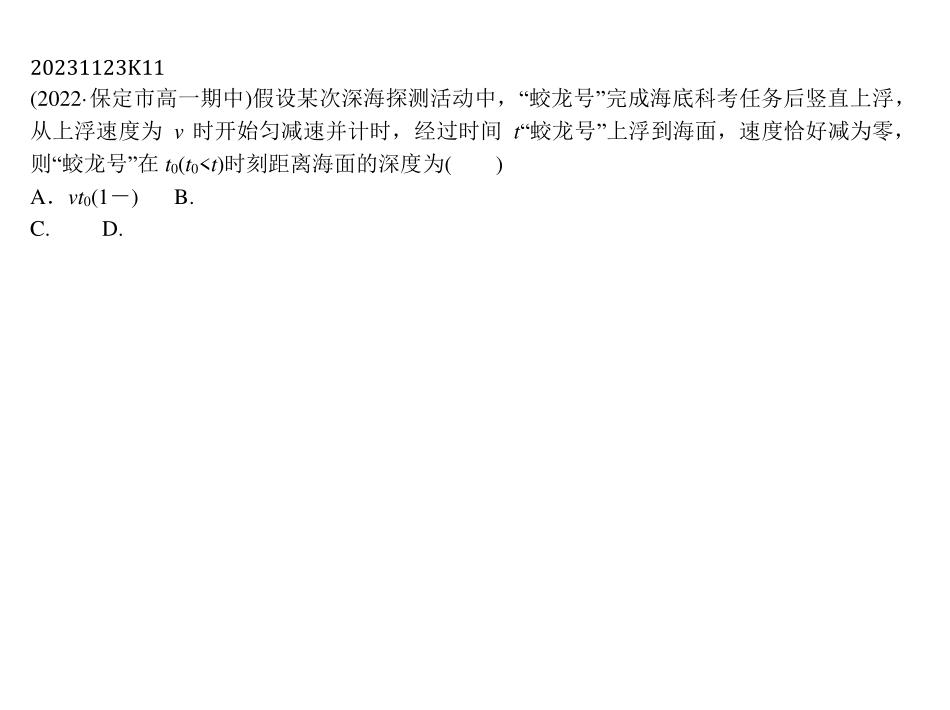 20231123K11
(2022·保定市高一期中)假设某次深海探测活动中，“蛟龙号”完成海底科考任务后竖直上浮，
从上浮速度为 v 时开始匀减速并计时，经过时间 t“蛟龙号”上浮到海面，速度恰好减为零，
则“蛟龙号”在 t₀(t₀<t)时刻距离海面的深度为(　　)
A．vt₀(1－)　B.
C.　　D.